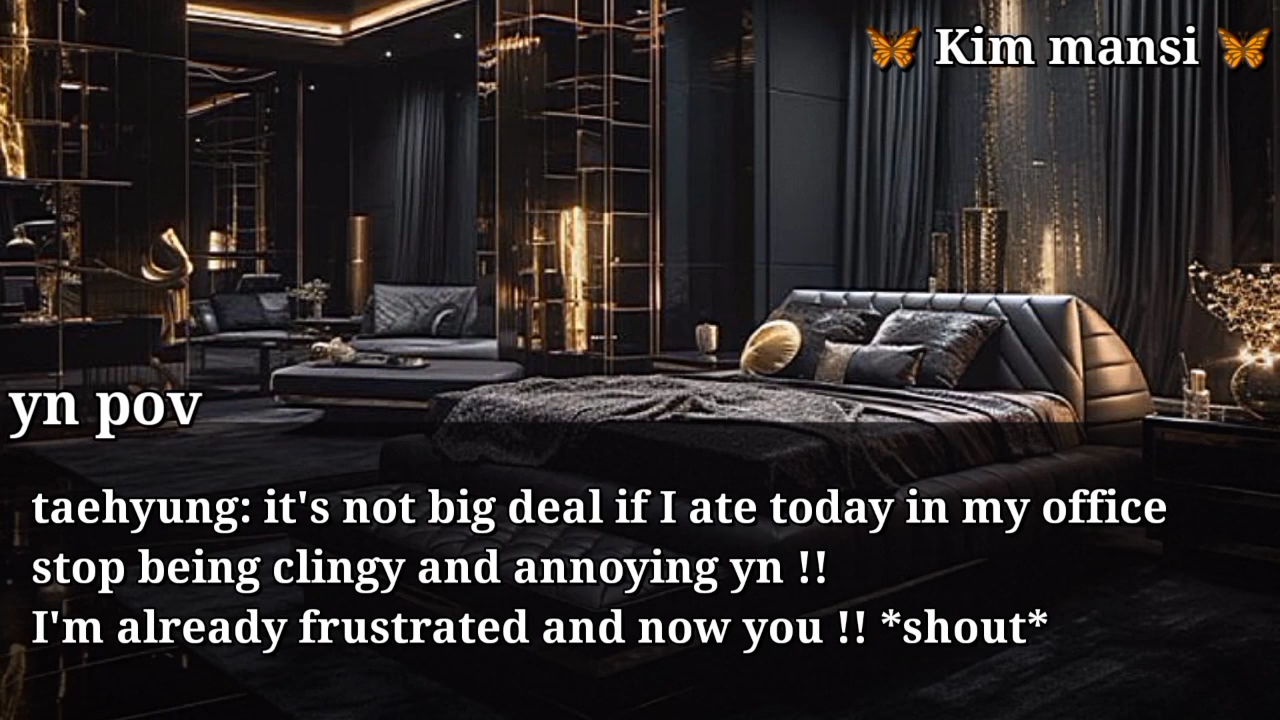 🦋 Kim mansi 🦋
yn pov
taehyung: it's not big deal if I ate today in my office
stop being clingy and annoying yn !!
I'm already frustrated and now you !! *shout*